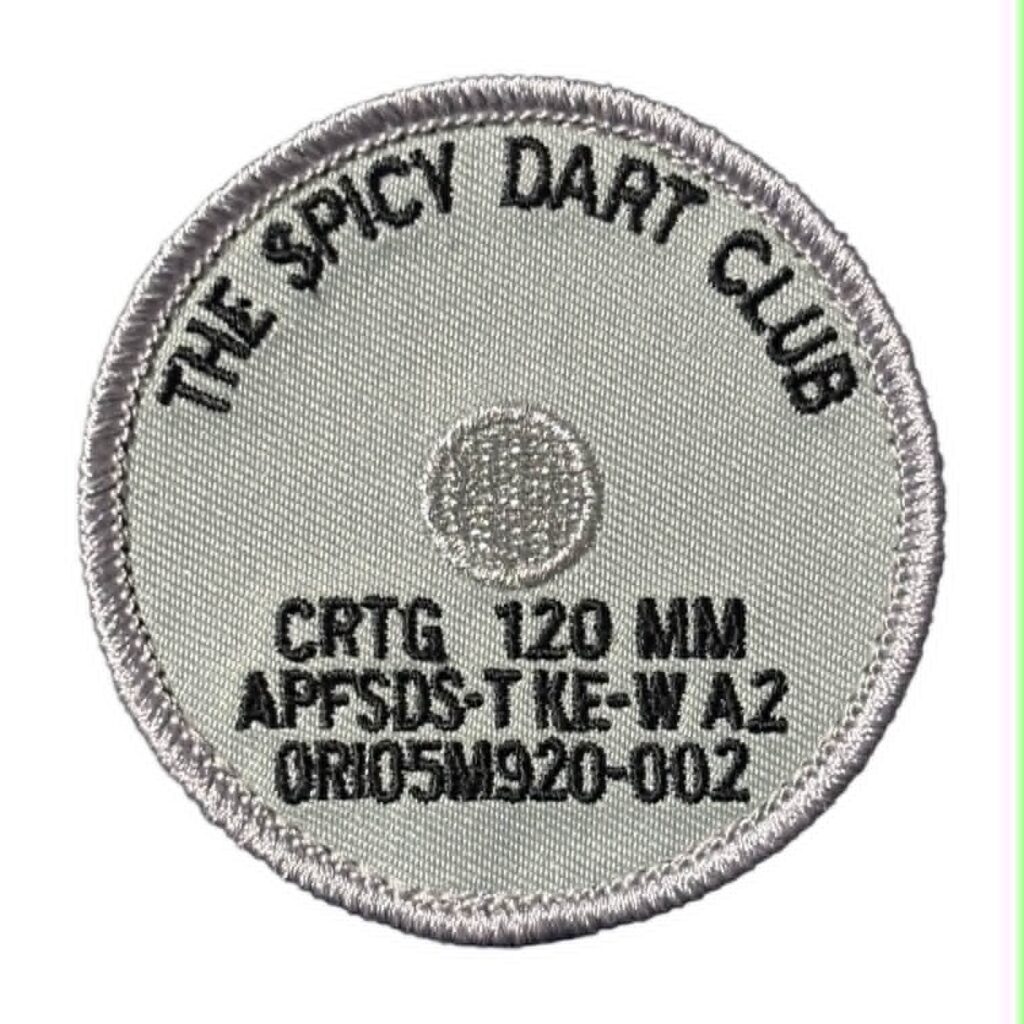 THE SPICY DART CLUB
CRTG 120 MM
APFSDS-T KE-W A2
0RI05M920-002